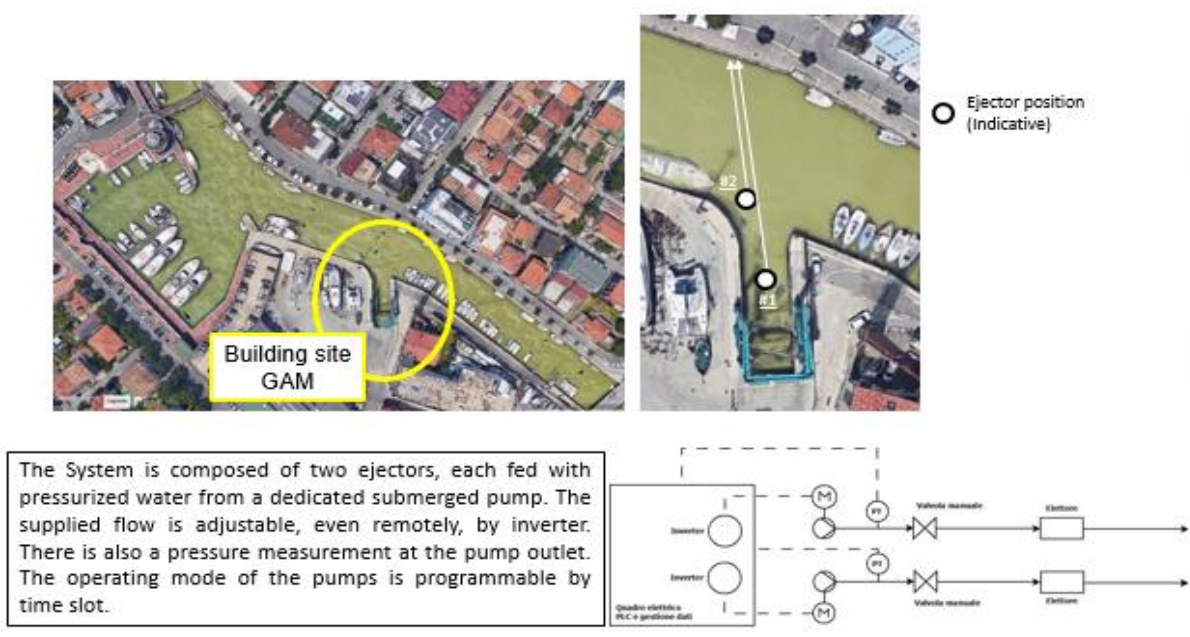 Ejector position
(Indicative)
#2
#1
Building site
GAM
The System is composed of two ejectors, each fed with
pressurized water from a dedicated submerged pump. The
supplied flow is adjustable, even remotely, by inverter.
There is also a pressure measurement at the pump outlet.
The operating mode of the pumps is programmable by
time slot.
M
PT
Valvola manuale
Eiettore
Inverter
PT
Inverter
M
Valvola manuale
Eiettore
Quadro elettrico
PLC e gestione dati